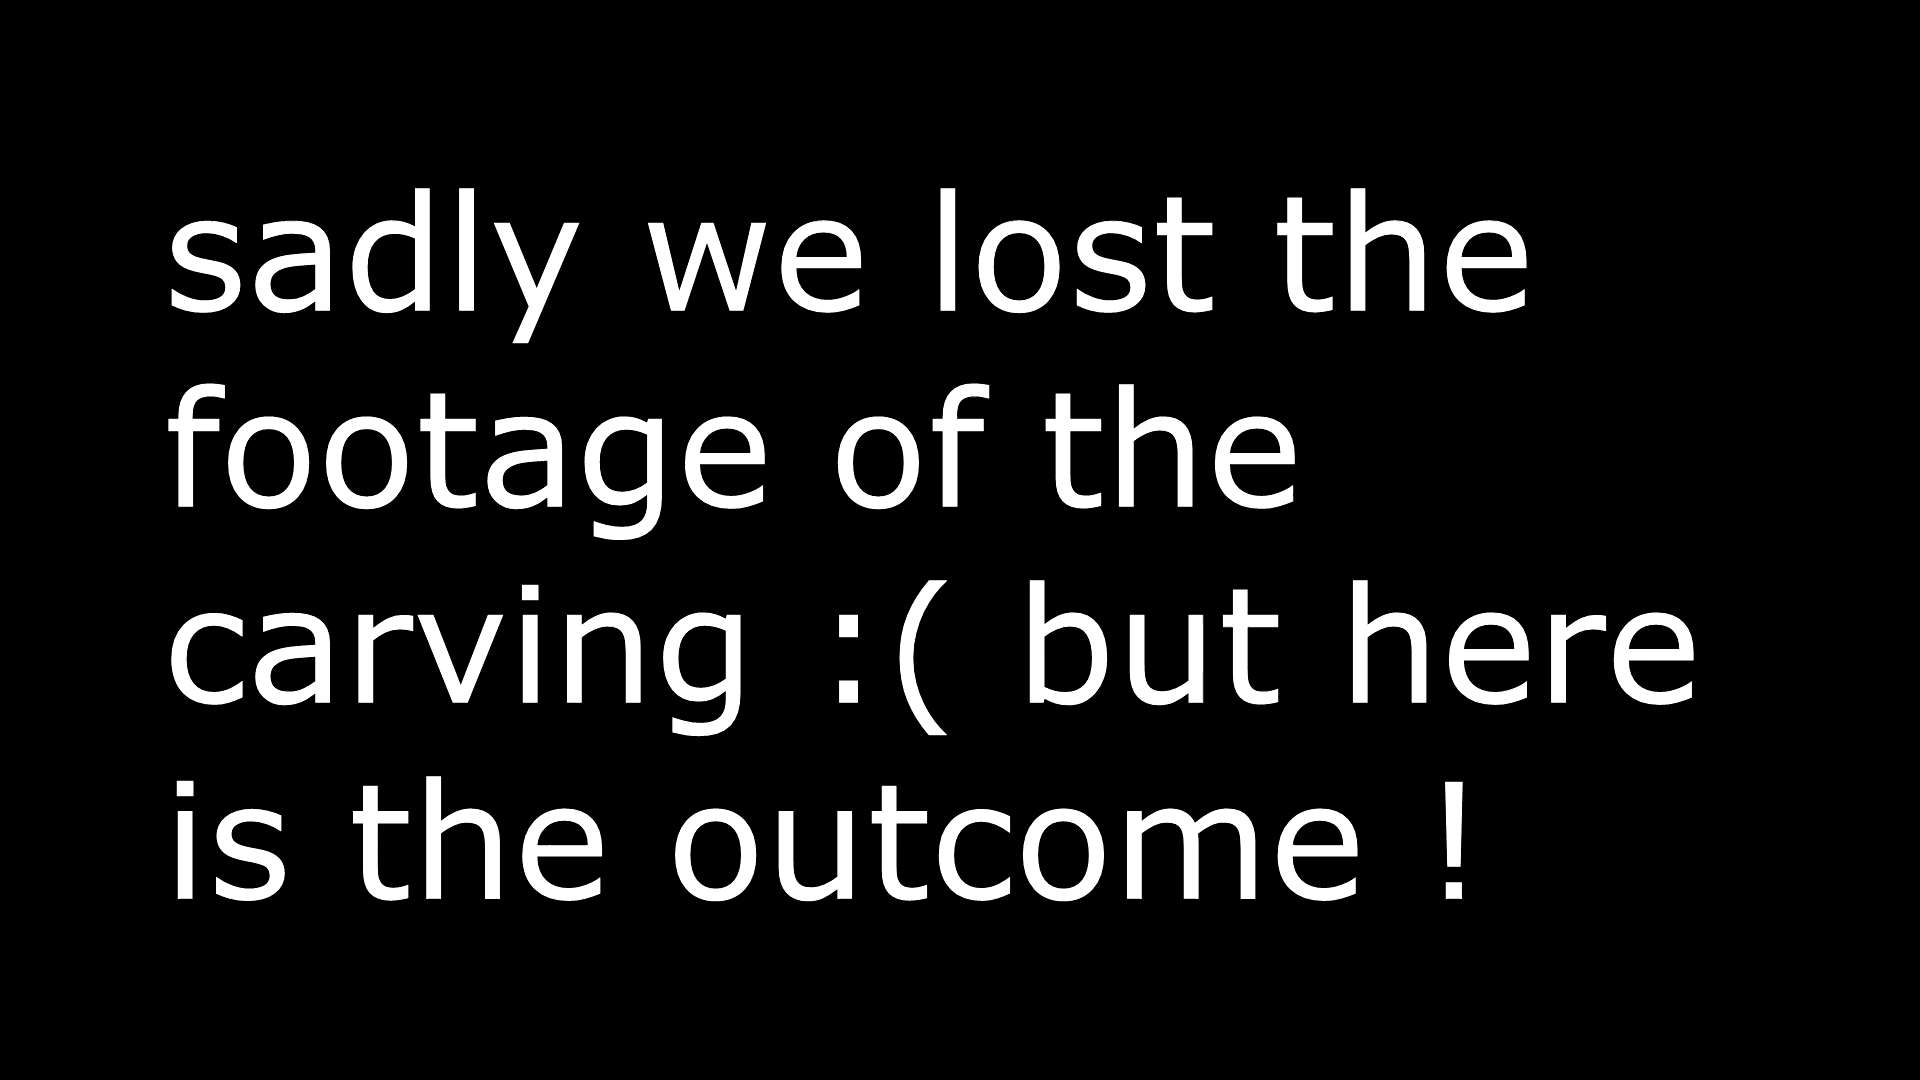 sadly we lost the
footage of the
carving :( but here
is the outcome !